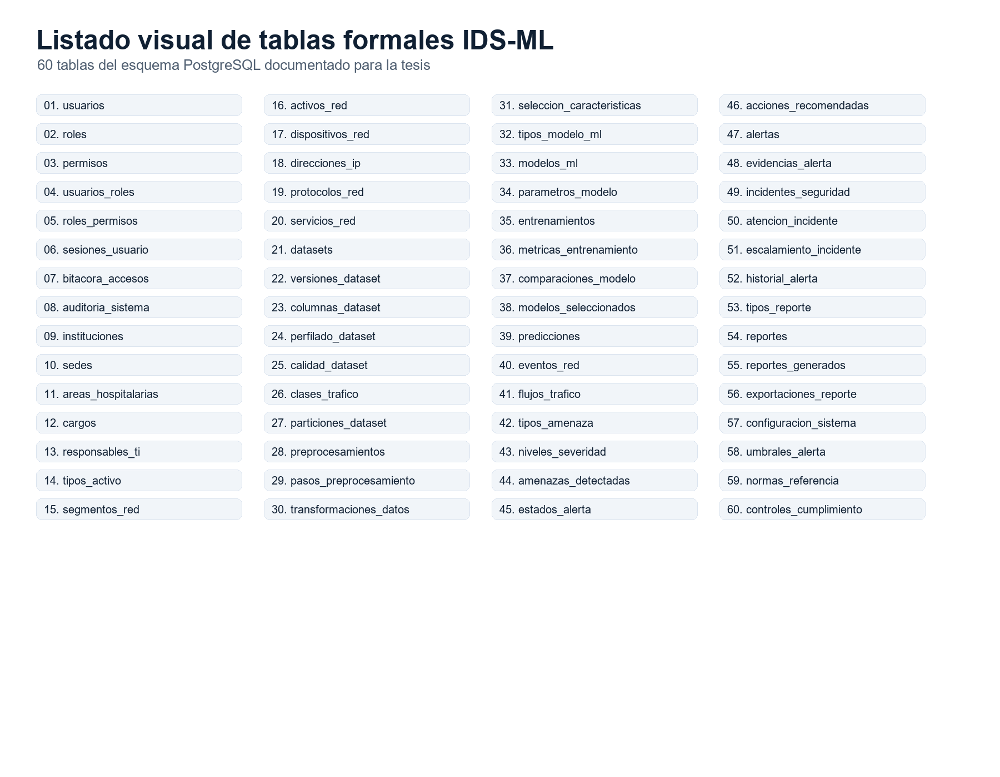 Listado visual de tablas formales IDS-ML
60 tablas del esquema PostgreSQL documentado para la tesis
01. usuarios
02. roles
03. permisos
04. usuarios_roles
05. roles_permisos
06. sesiones_usuario
07. bitacora_accesos
08. auditoria_sistema
09. instituciones
10. sedes
11. areas_hospitalarias
12. cargos
13. responsables_ti
14. tipos_activo
15. segmentos_red
16. activos_red
17. dispositivos_red
18. direcciones_ip
19. protocolos_red
20. servicios_red
21. datasets
22. versiones_dataset
23. columnas_dataset
24. perfilado_dataset
25. calidad_dataset
26. clases_trafico
27. particiones_dataset
28. preprocesamientos
29. pasos_preprocesamiento
30. transformaciones_datos
31. seleccion_caracteristicas
32. tipos_modelo_ml
33. modelos_ml
34. parametros_modelo
35. entrenamientos
36. metricas_entrenamiento
37. comparaciones_modelo
38. modelos_seleccionados
39. predicciones
40. eventos_red
41. flujos_trafico
42. tipos_amenaza
43. niveles_severidad
44. amenazas_detectadas
45. estados_alerta
46. acciones_recomendadas
47. alertas
48. evidencias_alerta
49. incidentes_seguridad
50. atencion_incidente
51. escalamiento_incidente
52. historial_alerta
53. tipos_reporte
54. reportes
55. reportes_generados
56. exportaciones_reporte
57. configuracion_sistema
58. umbrales_alerta
59. normas_referencia
60. controles_cumplimiento